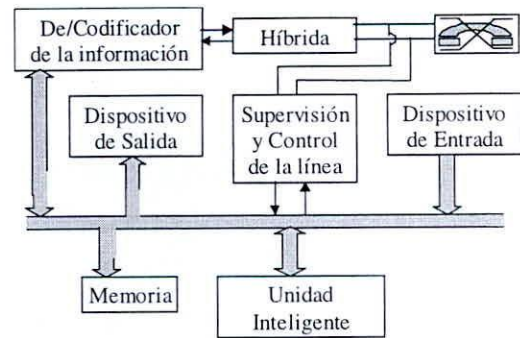 De/Codificador
de la información
Híbrida
Dispositivo
de Salida
Supervisión
y Control
de la línea
Dispositivo
de Entrada
Memoria
Unidad
Inteligente